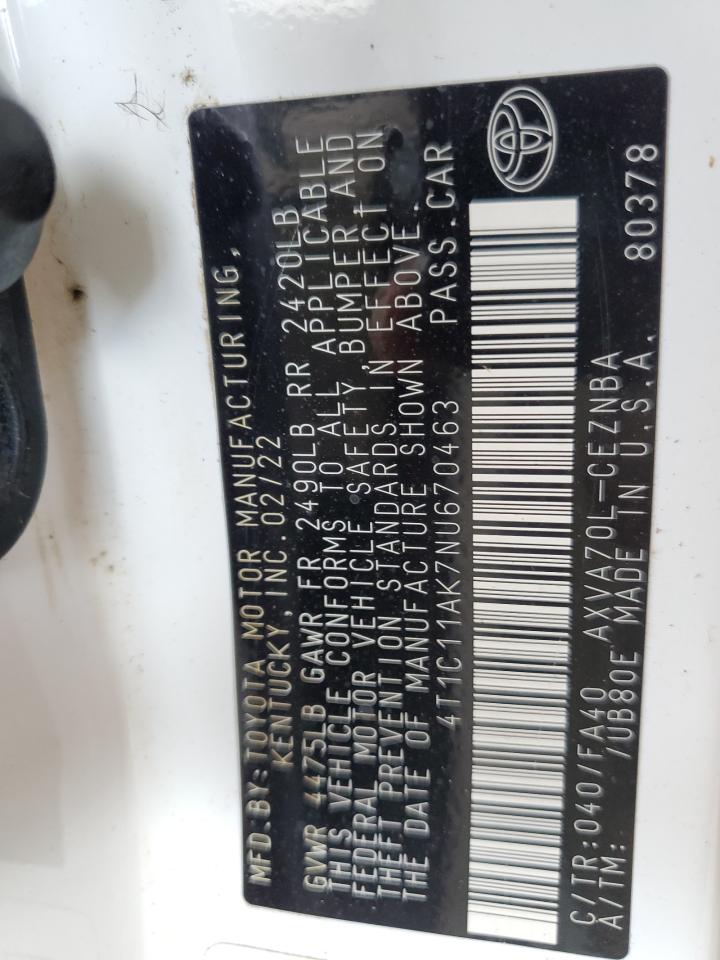 MFD.BY:TOYOTA MOTOR MANUFACTURING,
KENTUCKY, INC.02/22
GVWR 4475LB GAWR FR 2490LB RR 2420LB
THIS VEHICLE CONFORMS TO ALL APPLICABLE
FEDERAL MOTOR VEHICLE SAFETY,BUMPER AND
THEFT PREVENTION STANDARDS IN EFFECT ON
THE DATE OF MANUFACTURE SHOWN ABOVE.
4T1C11AK7NU670463 PASS.CAR
C/TR:040/FA40 AXVA70L-CEZNBA
A/TM: /UB80E MADE IN U.S.A. 80378